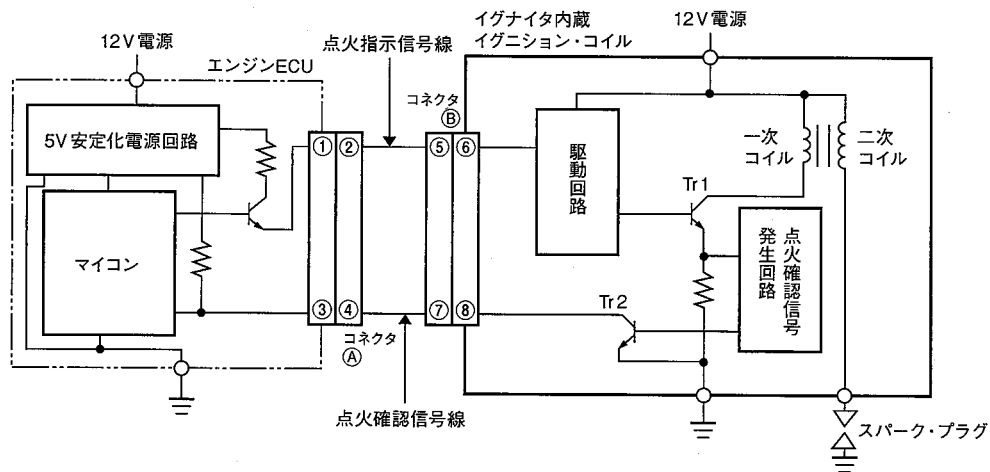 12V電源
エンジンECU
5V安定化電源回路
マイコン
点火指示信号線
①
②
③
④
コネクタ
Ⓐ
点火確認信号線
コネクタ
Ⓑ
⑤
⑥
⑦
⑧
イグナイタ内蔵
イグニション・コイル
12V電源
駆動回路
一次
コイル
二次
コイル
Tr1
Tr2
点火確認信号
発生回路
スパーク・プラグ